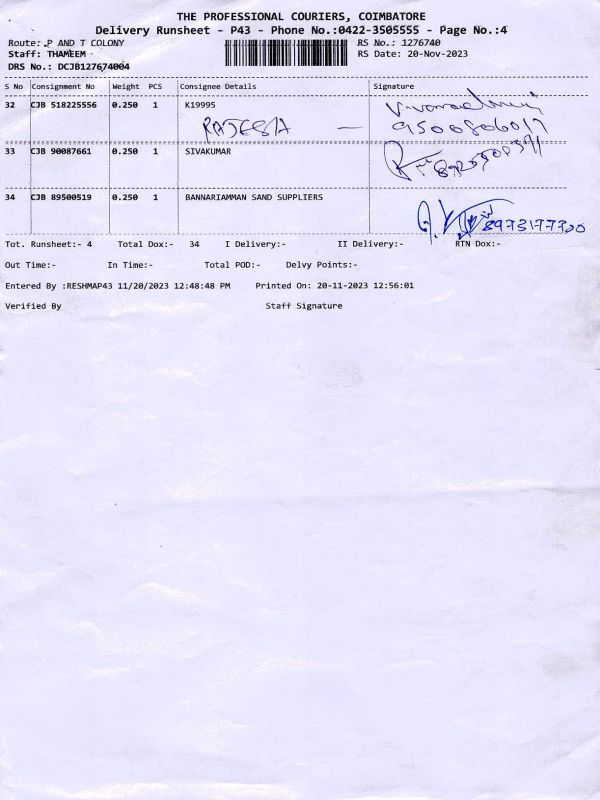 THE PROFESSIONAL COURIERS, COIMBATORE
Delivery Runsheet - P43 - Phone No.:0422-3505555 - Page No.:4
Route: P AND T COLONY RS No.: 1276740
Staff: THAMEEM RS Date: 20-Nov-2023
DRS No.: DCJB127674004
S No Consignment No Weight PCS Consignee Details Signature
32 CJB 518225556 0.250 1 K19995
9500806017
33 CJB 90087661 0.250 1 SIVAKUMAR
34 CJB 89500519 0.250 1 BANNARIAMMAN SAND SUPPLIERS
8973177300
Tot. Runsheet:- 4 Total Dox:- 34 I Delivery:- II Delivery:- RTN Dox:-
Out Time:- In Time:- Total POD:- Delvy Points:-
Entered By :RESHMAP43 11/20/2023 12:48:48 PM Printed On: 20-11-2023 12:56:01
Verified By Staff Signature